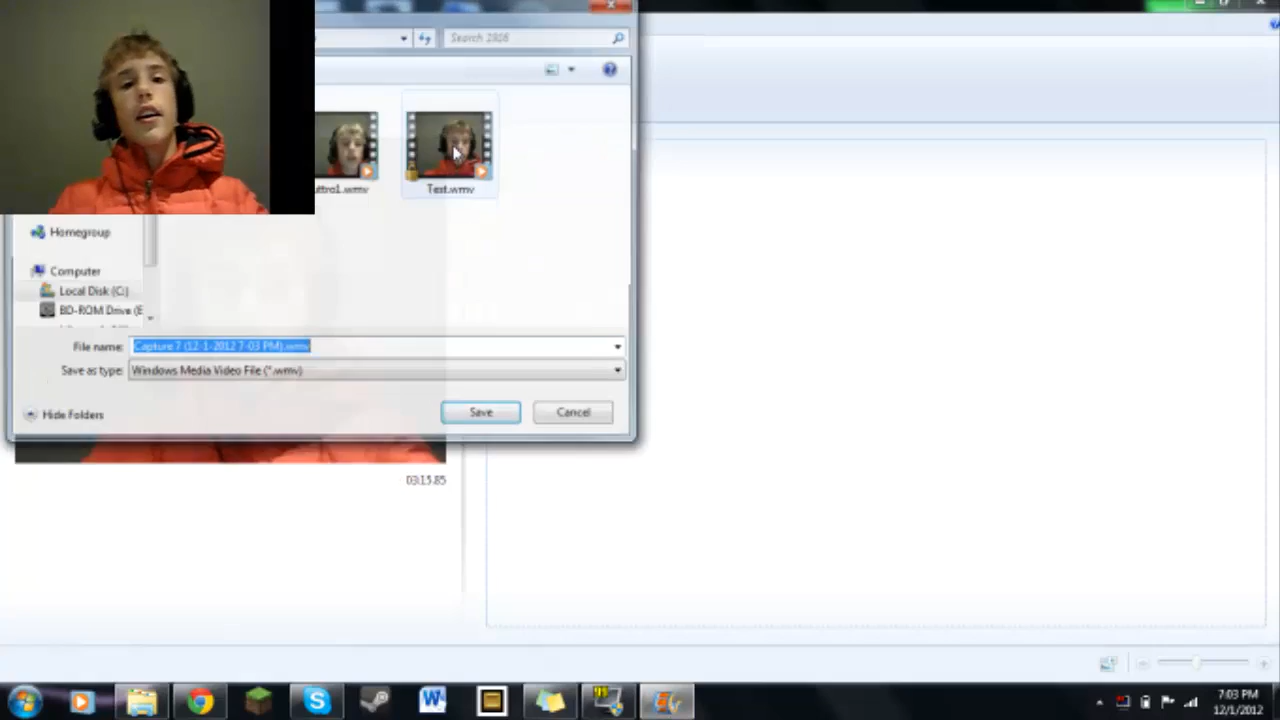 Search 2806
ttro1.wmv
Test.wmv
Homegroup
Computer
Local Disk (C:)
BD-ROM Drive (E
File name: Capture 7 (12-1-2012 7-03 PM).wmv
Save as type: Windows Media Video File (*.wmv)
Hide Folders
Save
Cancel
03:15.85
7:03 PM
12/1/2012